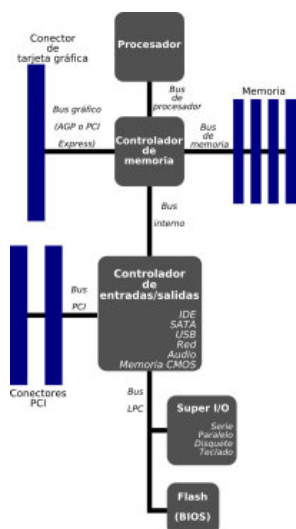 Conector
de
tarjeta gráfica
Procesador
Bus
de
procesador
Bus gráfico
(AGP o PCI
Express)
Controlador
de
memoria
Bus
de
memoria
Memoria
Bus
interno
Controlador
de
entradas/salidas
IDE
SATA
USB
Red
Audio
Memoria CMOS
Bus
PCI
Conectores
PCI
Bus
LPC
Super I/O
Serie
Paralelo
Disquete
Teclado
Flash
(BIOS)